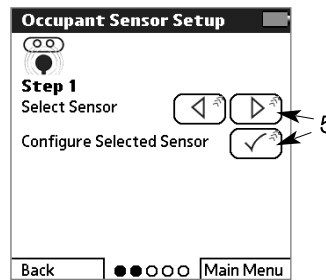 Occupant Sensor Setup
Step 1
Select Sensor
Configure Selected Sensor
5
Back
Main Menu